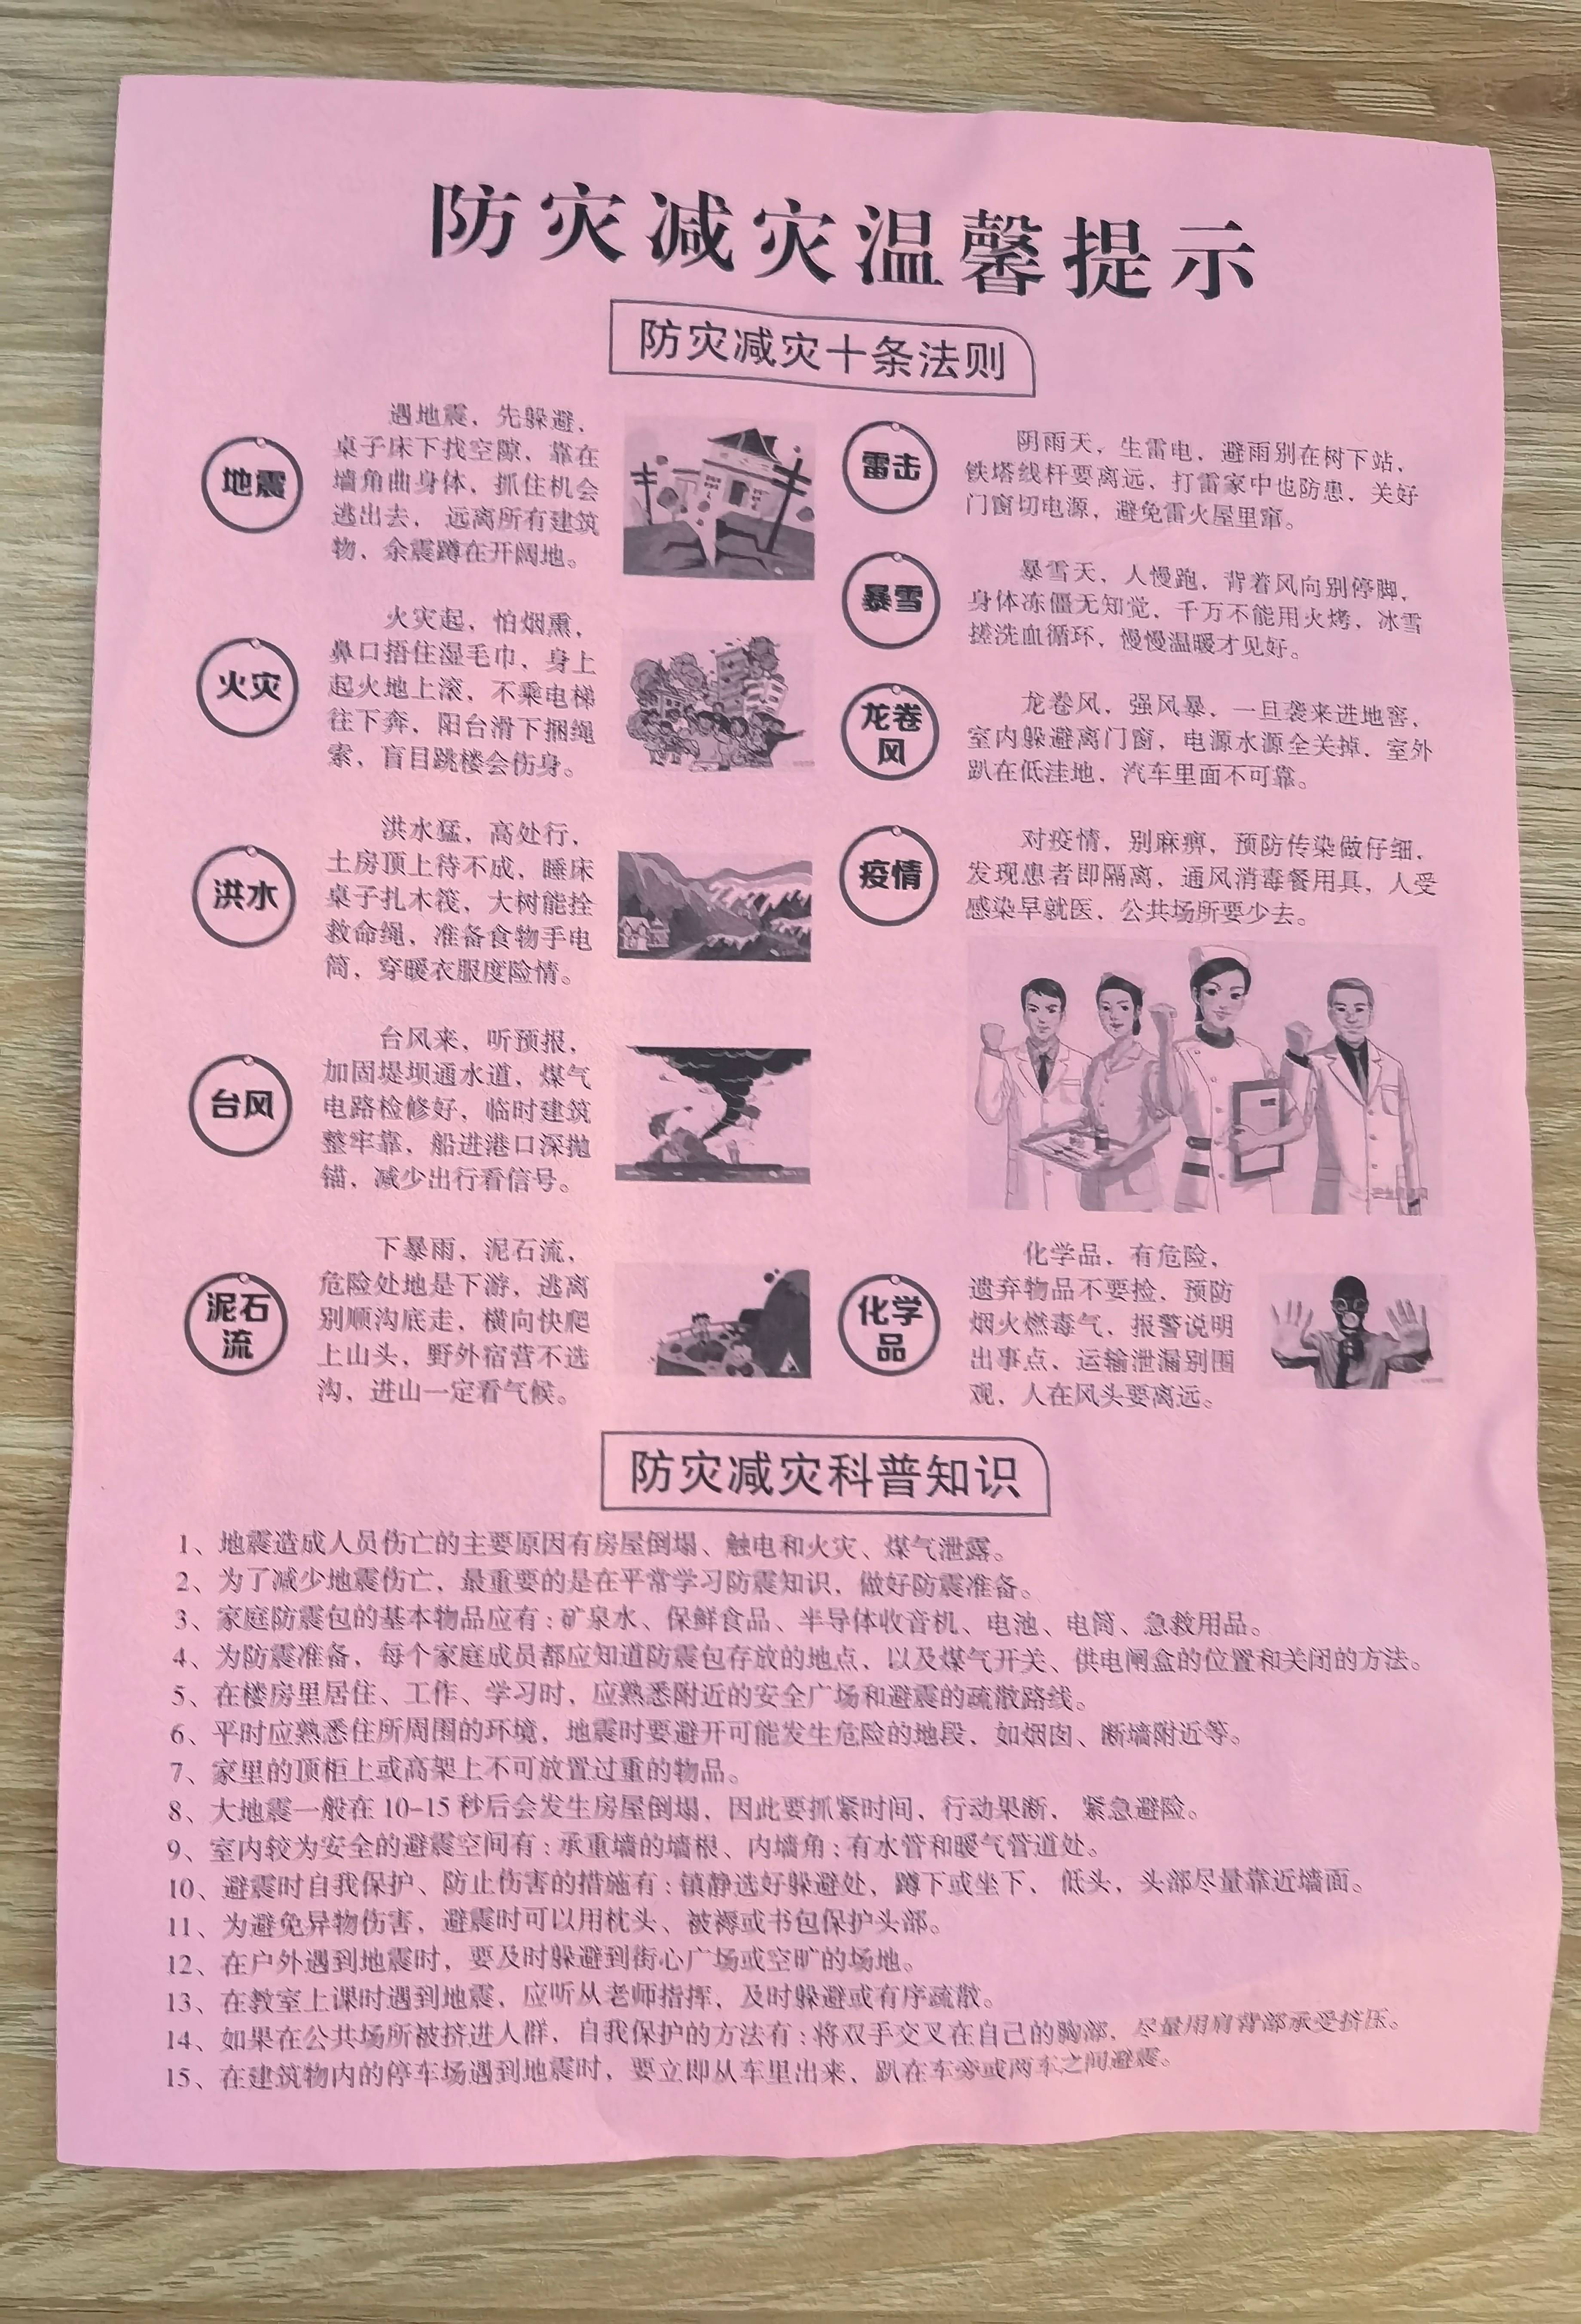 防灾减灾温馨提示
防灾减灾十条法则
地震
遇地震，先躲避，
桌子床下找空隙，靠在
墙角曲身体，抓住机会
逃出去，远离所有建筑
物，余震蹲在开阔地。
火灾
火灾起，怕烟熏，
鼻口捂住湿毛巾，身上
起火地上滚，不乘电梯
往下奔，阳台滑下捆绳
索，盲目跳楼会伤身。
洪水
洪水猛，高处行，
土房顶上待不成，睡床
桌子扎木筏，大树能拴
救命绳，准备食物手电
筒，穿暖衣服度险情。
台风
台风来，听预报，
加固堤坝通水道，煤气
电路检修好，临时建筑
整牢靠，船进港口深抛
锚，减少出行看信号。
泥石
流
下暴雨，泥石流，
危险处地是下游，逃离
别顺沟底走，横向快爬
上山头，野外宿营不选
沟，进山一定看气候。
雷击
阴雨天，生雷电，避雨别在树下站，
铁塔线杆要离远，打雷家中也防患，关好
门窗切电源，避免雷火屋里窜。
暴雪
暴雪天，人慢跑，背着风向别停脚，
身体冻僵无知觉，千万不能用火烤，冰雪
搓洗血循环，慢慢温暖才见好。
龙卷
风
龙卷风，强风暴，一旦袭来进地窖，
室内躲避离门窗，电源水源全关掉，室外
趴在低洼地，汽车里面不可靠。
疫情
对疫情，别麻痹，预防传染做仔细，
发现患者即隔离，通风消毒餐用具，人受
感染早就医，公共场所要少去。
化学
品
化学品，有危险，
遗弃物品不要捡，预防
烟火燃毒气，报警说明
出事点，运输泄漏别围
观，人在风头要离远。
防灾减灾科普知识
1、地震造成人员伤亡的主要原因有房屋倒塌、触电和火灾、煤气泄露。
2、为了减少地震伤亡，最重要的是在平常学习防震知识，做好防震准备。
3、家庭防震包的基本物品应有：矿泉水、保鲜食品、半导体收音机、电池、电筒、急救用品。
4、为防震准备，每个家庭成员都应知道防震包存放的地点，以及煤气开关、供电闸盒的位置和关闭的方法。
5、在楼房里居住、工作、学习时，应熟悉附近的安全广场和避震的疏散路线。
6、平时应熟悉住所周围的环境，地震时要避开可能发生危险的地段，如烟囱、断墙附近等。
7、家里的顶柜上或高架上不可放置过重的物品。
8、大地震一般在 10-15 秒后会发生房屋倒塌，因此要抓紧时间，行动果断，紧急避险。
9、室内较为安全的避震空间有：承重墙的墙根、内墙角；有水管和暖气管道处。
10、避震时自我保护、防止伤害的措施有：镇静选好躲避处，蹲下或坐下，低头，头部尽量靠近墙面。
11、为避免异物伤害，避震时可以用枕头、被褥或书包保护头部。
12、在户外遇到地震时，要及时躲避到街心广场或空旷的场地。
13、在教室上课时遇到地震，应听从老师指挥，及时躲避或有序疏散。
14、如果在公共场所被挤进人群，自我保护的方法有：将双手交叉在自己的胸部，尽量用肩背部承受挤压。
15、在建筑物内的停车场遇到地震时，要立即从车里出来，趴在车旁或两车之间避震。